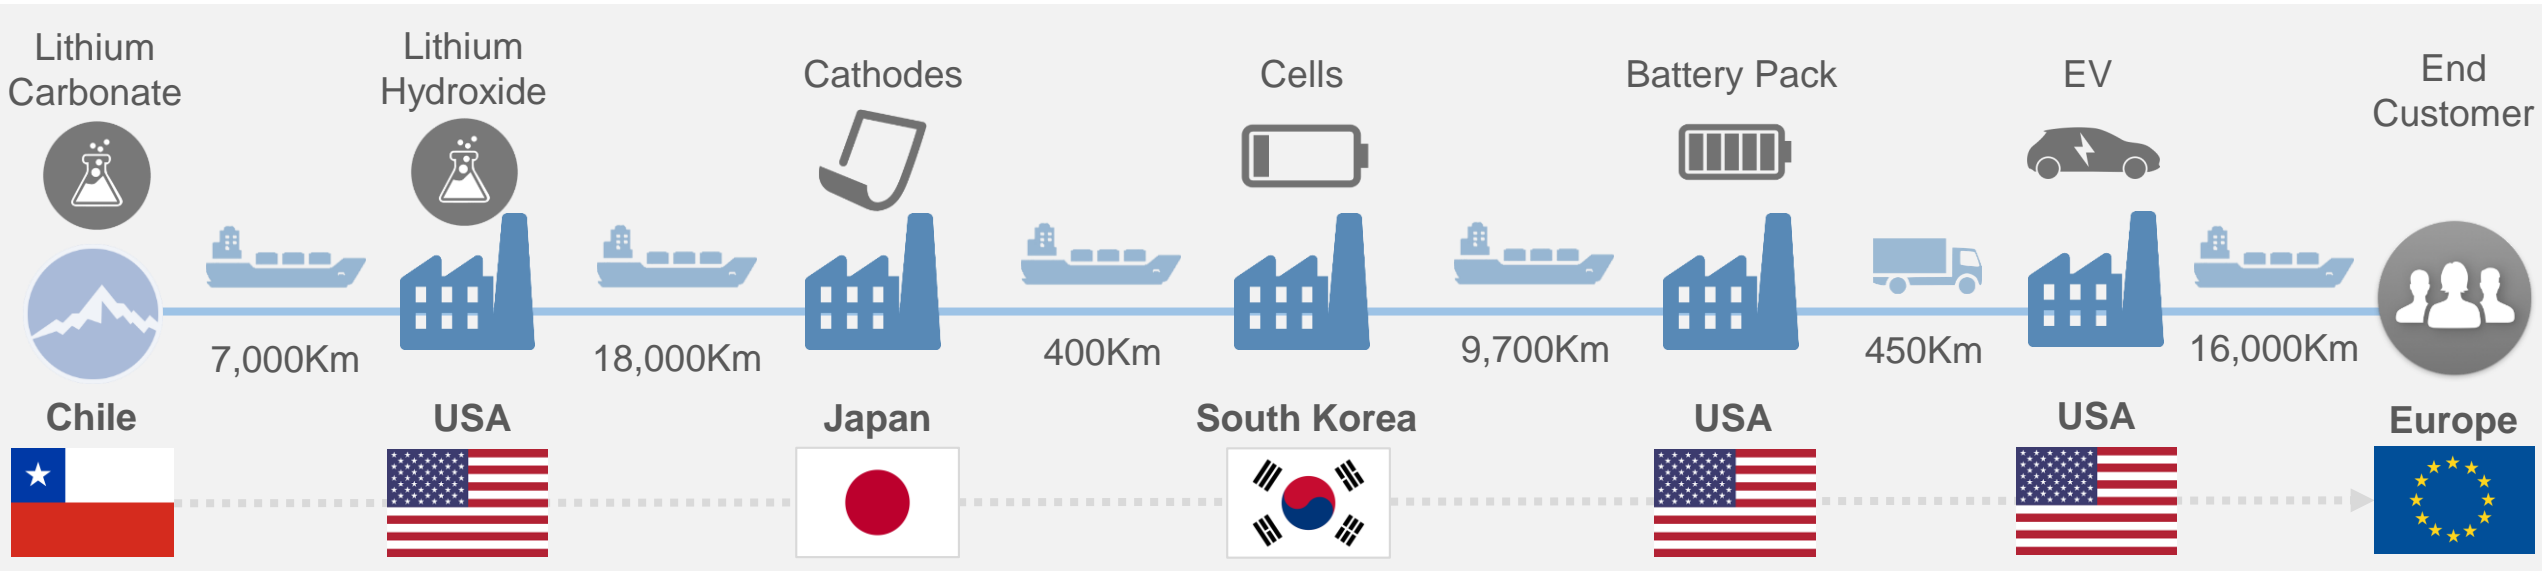 Lithium
Carbonate
Lithium
Hydroxide
Cathodes
Cells
Battery Pack
EV
End
Customer
7,000Km
18,000Km
400Km
9,700Km
450Km
16,000Km
Chile
USA
Japan
South Korea
USA
USA
Europe